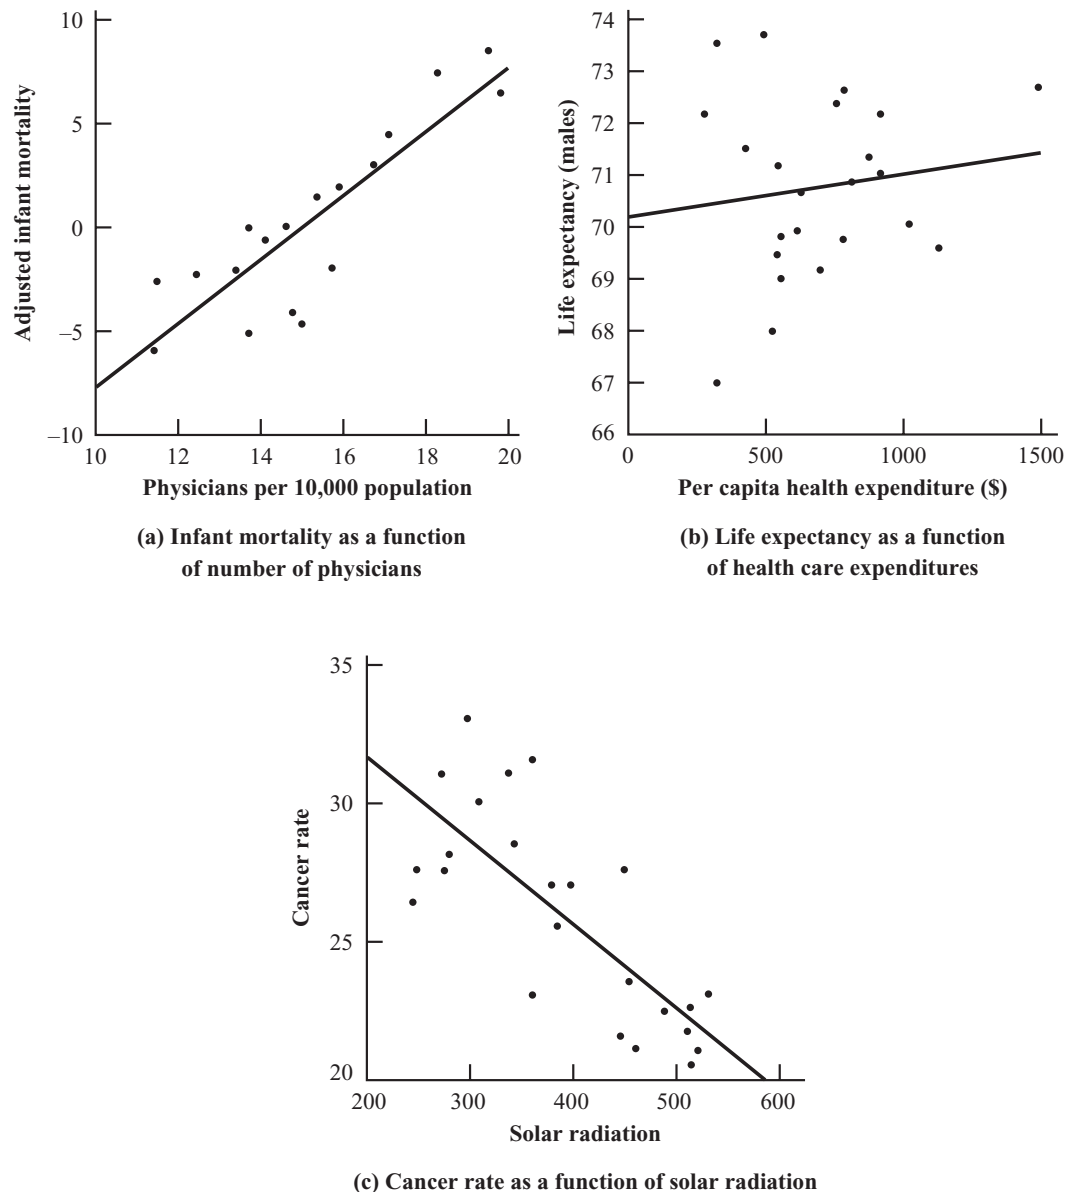 10
5
0
–5
–10
Adjusted infant mortality
10 12 14 16 18 20
Physicians per 10,000 population
(a) Infant mortality as a function
of number of physicians
74
73
72
71
70
69
68
67
66
Life expectancy (males)
0 500 1000 1500
Per capita health expenditure ($)
(b) Life expectancy as a function
of health care expenditures
35
30
25
20
Cancer rate
200 300 400 500 600
Solar radiation
(c) Cancer rate as a function of solar radiation